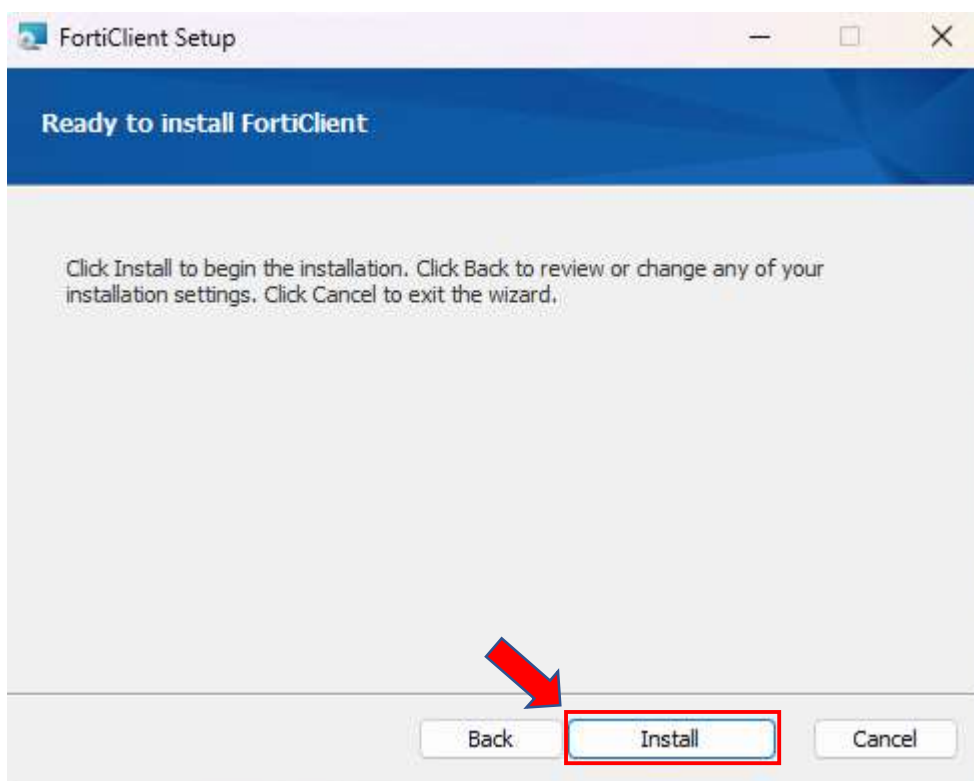 FortiClient Setup
Ready to install FortiClient
Click Install to begin the installation. Click Back to review or change any of your
installation settings. Click Cancel to exit the wizard.
Back
Install
Cancel